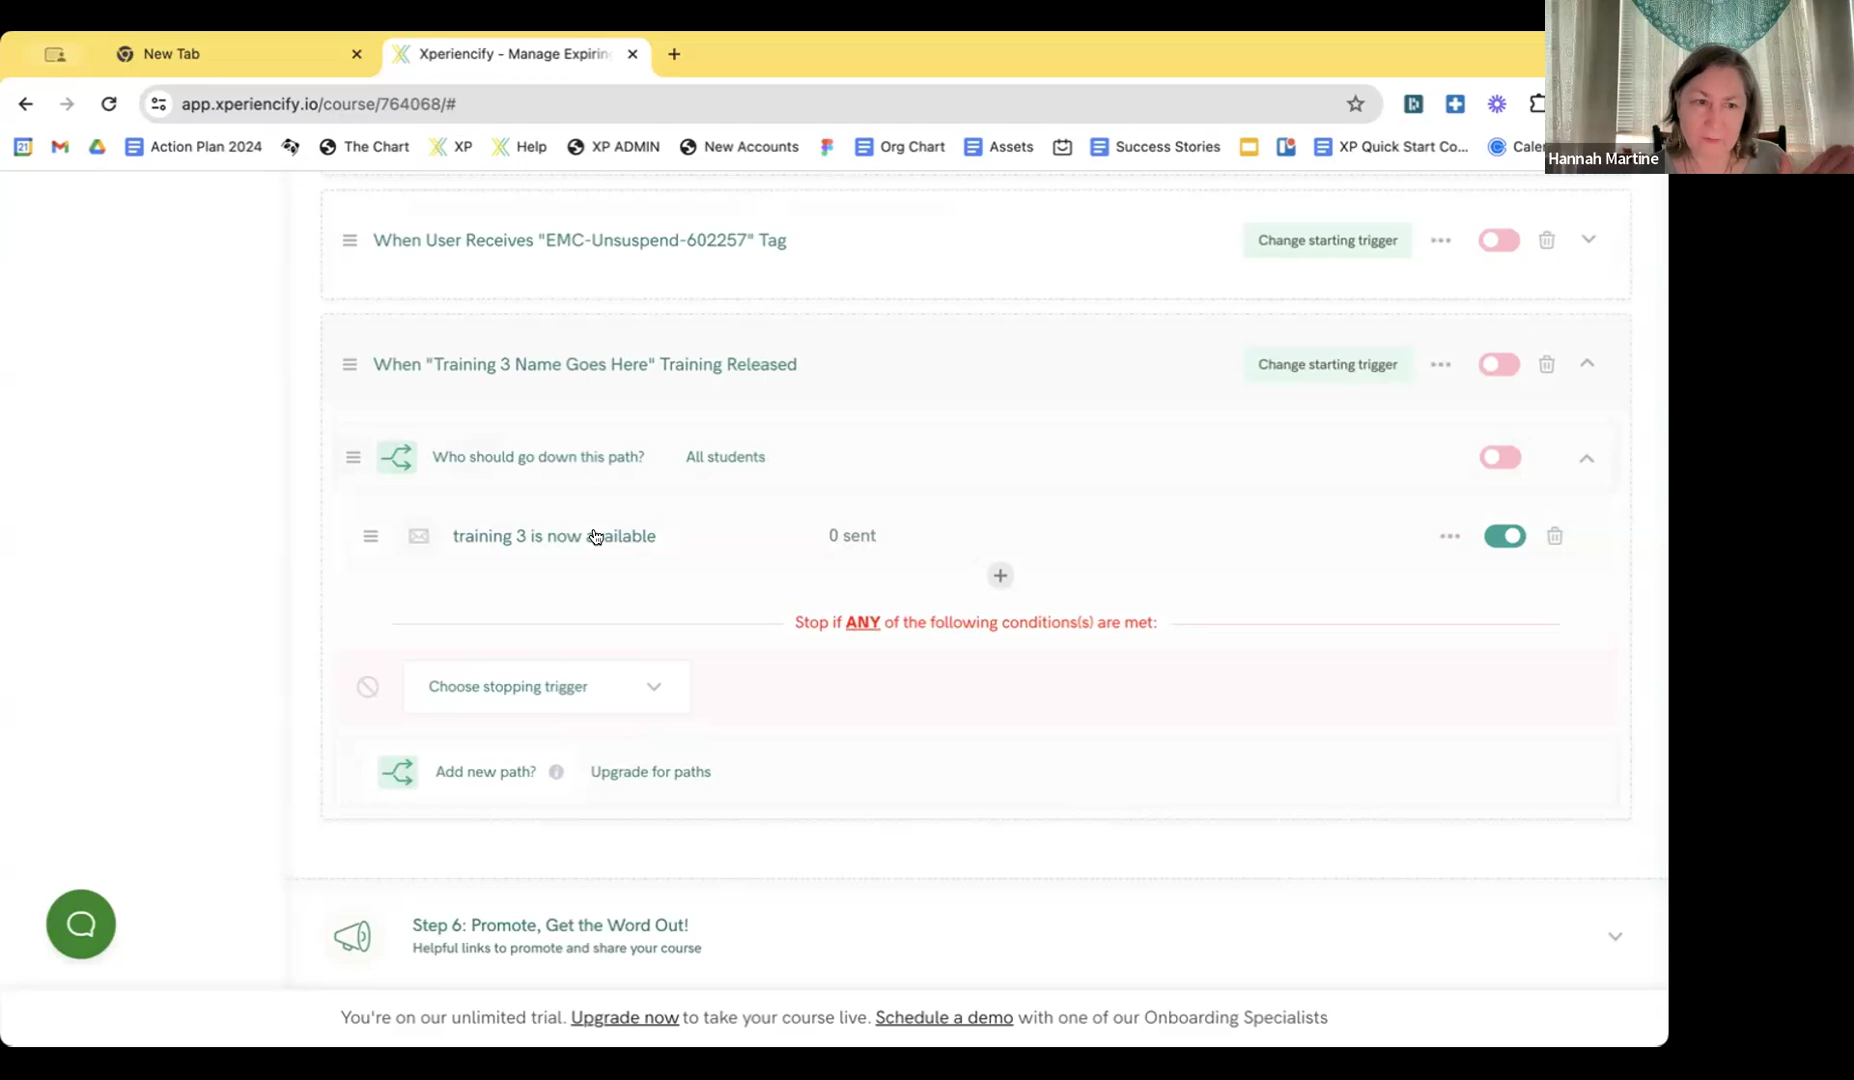 New Tab
Xperiencify - Manage Expirin
app.xperiencify.io/course/764068/#
21
Action Plan 2024
The Chart
XP
Help
XP ADMIN
New Accounts
Org Chart
Assets
Success Stories
XP Quick Start Co...
Caler
Hannah Martine
When User Receives "EMC-Unsuspend-602257" Tag
Change starting trigger
When "Training 3 Name Goes Here" Training Released
Change starting trigger
Who should go down this path?
All students
training 3 is now available
0 sent
Stop if ANY of the following conditions(s) are met:
Choose stopping trigger
Add new path?
Upgrade for paths
Step 6: Promote, Get the Word Out!
Helpful links to promote and share your course
You're on our unlimited trial. Upgrade now to take your course live. Schedule a demo with one of our Onboarding Specialists